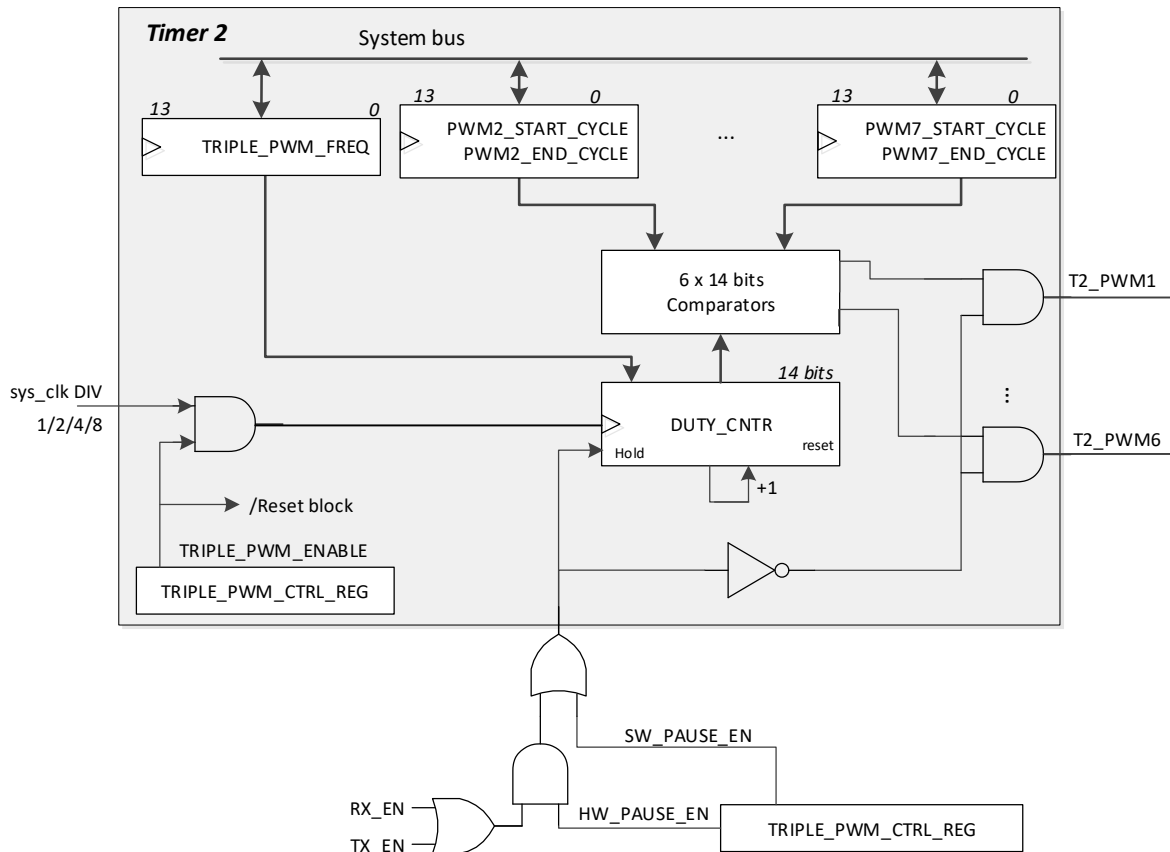 Timer 2
System bus
13
0
13
0
13
0
TRIPLE_PWM_FREQ
PWM2_START_CYCLE
PWM2_END_CYCLE
...
PWM7_START_CYCLE
PWM7_END_CYCLE
6 x 14 bits
Comparators
T2_PWM1
14 bits
sys_clk DIV
1/2/4/8
DUTY_CNTR
Hold
reset
...
T2_PWM6
+1
/Reset block
TRIPLE_PWM_ENABLE
TRIPLE_PWM_CTRL_REG
SW_PAUSE_EN
RX_EN
HW_PAUSE_EN
TRIPLE_PWM_CTRL_REG
TX_EN